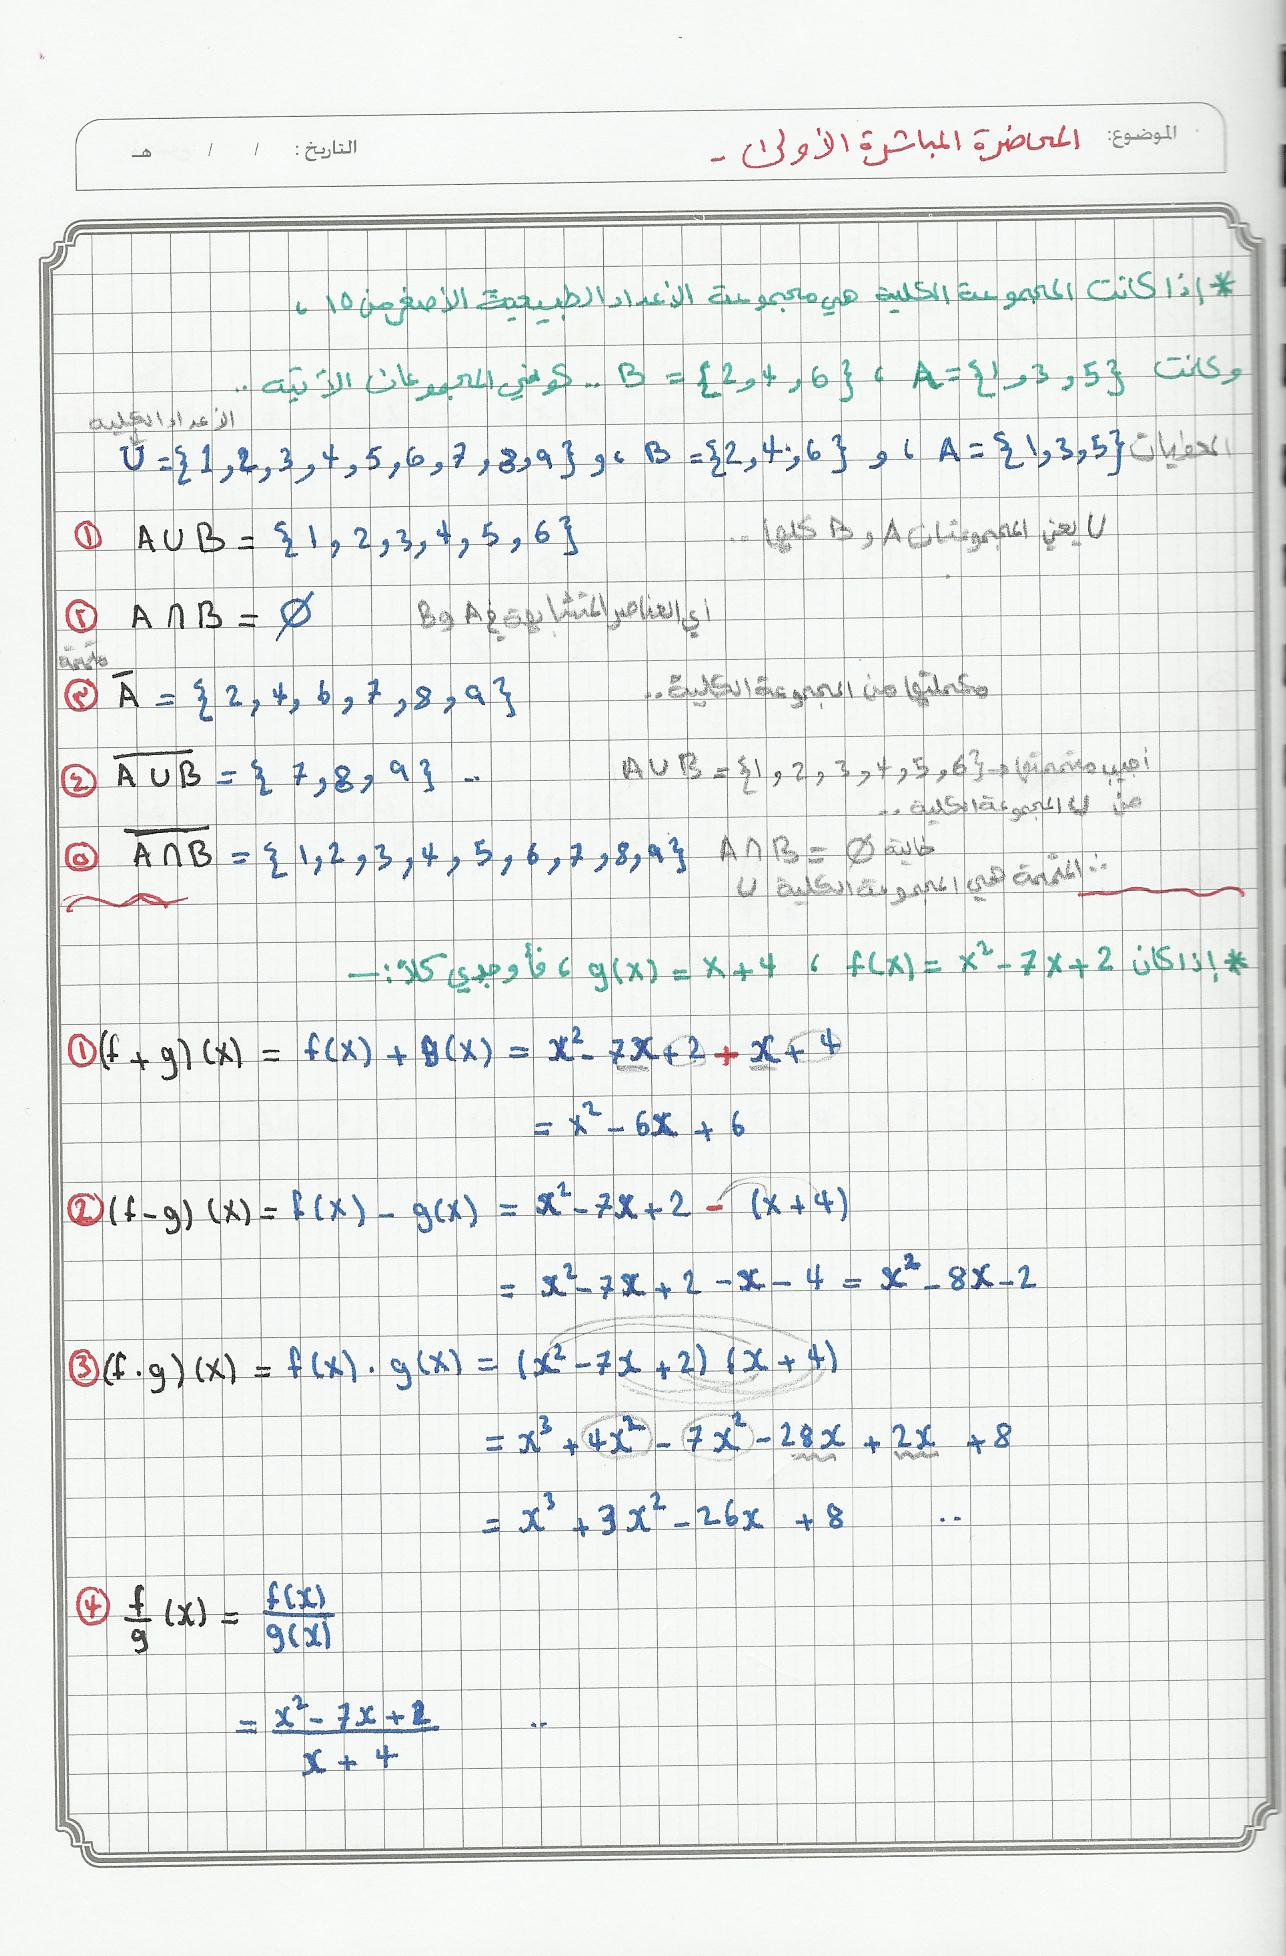 الموضوع: المحاضرة المباشرة الأولى -
التاريخ: / / هـ
* إذا كانت المجموعة الكلية هي مجموعة الأعداد الطبيعية الأصغر من ١٥ ،
وكانت A = {1, 3, 5} ، B = {2, 4, 6} .. كوني المجموعات الآتية ..
الأعداد الكلية
المعطيات A = {1, 3, 5} ، و B = {2, 4, 6} ، و U = {1, 2, 3, 4, 5, 6, 7, 8, 9}
① A ∪ B = {1, 2, 3, 4, 5, 6} U يعني المجموعتان A و B كلها ..
② A ∩ B = ∅ أي العناصر المتشابهة في A و B
متممة
③ A̅ = {2, 4, 6, 7, 8, 9} مكملتها من المجموعة الكلية ..
④ \overline{A ∪ B} = {7, 8, 9} .. A ∪ B = {1, 2, 3, 4, 5, 6} → أجيب متممتها
من U المجموعة الكلية ..
⑤ \overline{A ∩ B} = {1, 2, 3, 4, 5, 6, 7, 8, 9} A ∩ B = ∅ خالية
∴ المتممة هي المجموعة الكلية U
* إذا كان f(x) = x² - 7x + 2 ، g(x) = x + 4 ، فأوجدي كلاً :-
① (f + g)(x) = f(x) + g(x) = x² - 7x + 2 + x + 4
= x² - 6x + 6
② (f - g)(x) = f(x) - g(x) = x² - 7x + 2 - (x + 4)
= x² - 7x + 2 - x - 4 = x² - 8x - 2
③ (f · g)(x) = f(x) · g(x) = (x² - 7x + 2)(x + 4)
= x³ + 4x² - 7x² - 28x + 2x + 8
= x³ + 3x² - 26x + 8 ..
④ f/g (x) = f(x)/g(x)
= x² - 7x + 2 / x + 4 ..